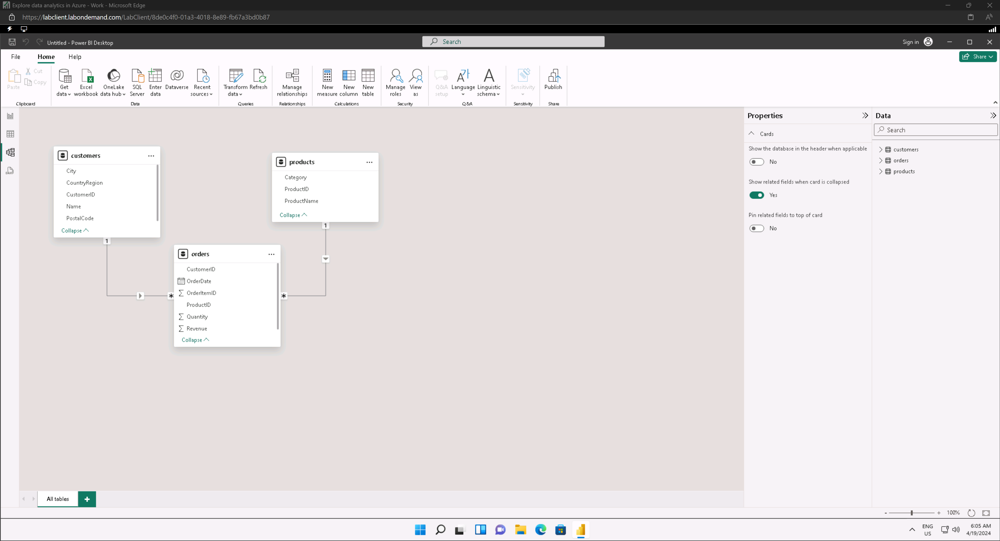 Explore data analytics in Azure - Work - Microsoft Edge
https://labclient.labondemand.com/LabClient/8de0c4f0-01a3-4018-8e89-fb67a3bd0b87
Untitled - Power BI Desktop
Search
Sign in
File Home Help
Share
Paste
Cut
Copy
Clipboard
Get data
Excel workbook
OneLake data hub
SQL Server
Enter data
Dataverse
Recent sources
Data
Transform data
Refresh
Queries
Manage relationships
Relationships
New measure
New column
New table
Calculations
Manage roles
View as
Security
Q&A setup
Language
Linguistic schema
Q&A
Sensitivity
Sensitivity
Publish
Share
DAX
customers ...
City
CountryRegion
CustomerID
Name
PostalCode
Collapse
1
*
products ...
Category
ProductID
ProductName
Collapse
1
*
orders ...
CustomerID
OrderDate
∑ OrderItemID
ProductID
∑ Quantity
∑ Revenue
Collapse
Properties
Cards
Show the database in the header when applicable
No
Show related fields when card is collapsed
Yes
Pin related fields to top of card
No
Data
Search
customers
orders
products
All tables
+
- + 100%
ENG
US
6:05 AM
4/19/2024